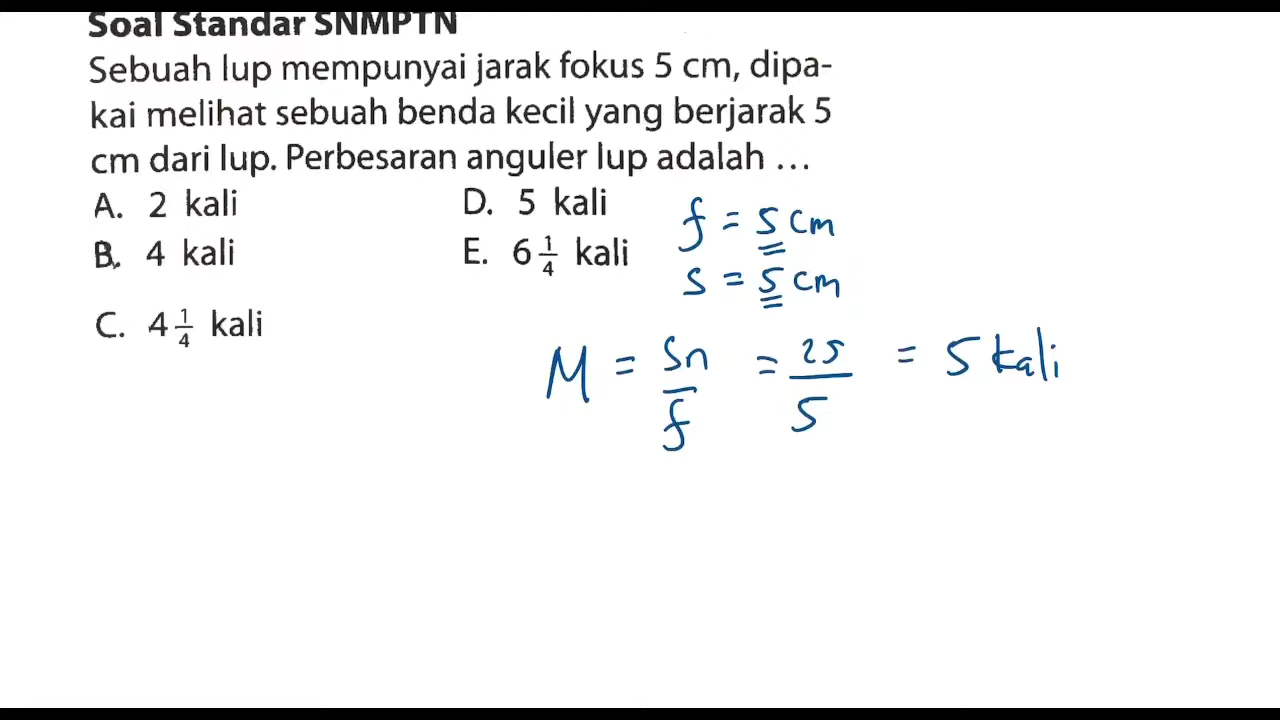 Soal Standar SNMPTN
Sebuah lup mempunyai jarak fokus 5 cm, dipa-
kai melihat sebuah benda kecil yang berjarak 5
cm dari lup. Perbesaran anguler lup adalah ...
A. 2 kali
B. 4 kali
C. 4 1/4 kali
D. 5 kali
E. 6 1/4 kali
f = 5 cm
s = 5 cm
M = Sn/f = 25/5 = 5 kali